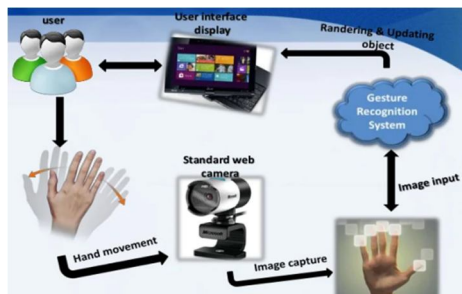 user
User interface
display
Randering & Updating
object
Gesture
Recognition
System
Standard web
camera
Image input
Hand movement
Image capture